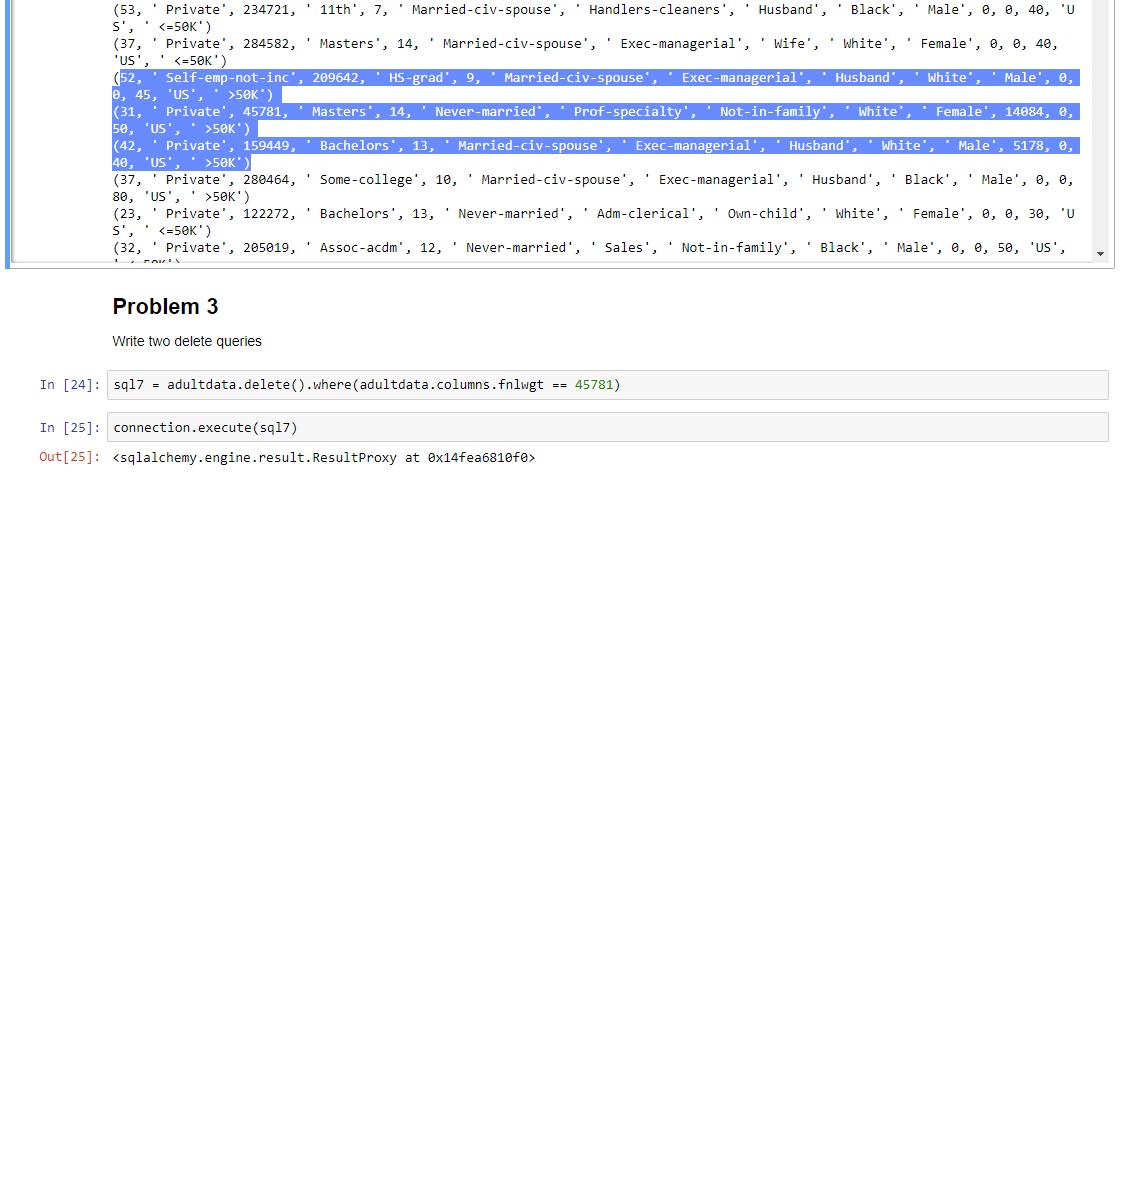 (53, ' Private', 234721, ' 11th', 7, ' Married-civ-spouse', ' Handlers-cleaners', ' Husband', ' Black', ' Male', 0, 0, 40, 'U
S', ' <=50K')
(37, ' Private', 284582, ' Masters', 14, ' Married-civ-spouse', ' Exec-managerial', ' Wife', ' White', ' Female', 0, 0, 40,
'US', ' <=50K')
(52, ' Self-emp-not-inc', 209642, ' HS-grad', 9, ' Married-civ-spouse', ' Exec-managerial', ' Husband', ' White', ' Male', 0,
0, 45, 'US', ' >50K')
(31, ' Private', 45781, ' Masters', 14, ' Never-married', ' Prof-specialty', ' Not-in-family', ' White', ' Female', 14084, 0,
50, 'US', ' >50K')
(42, ' Private', 159449, ' Bachelors', 13, ' Married-civ-spouse', ' Exec-managerial', ' Husband', ' White', ' Male', 5178, 0,
40, 'US', ' >50K')
(37, ' Private', 280464, ' Some-college', 10, ' Married-civ-spouse', ' Exec-managerial', ' Husband', ' Black', ' Male', 0, 0,
80, 'US', ' >50K')
(23, ' Private', 122272, ' Bachelors', 13, ' Never-married', ' Adm-clerical', ' Own-child', ' White', ' Female', 0, 0, 30, 'U
S', ' <=50K')
(32, ' Private', 205019, ' Assoc-acdm', 12, ' Never-married', ' Sales', ' Not-in-family', ' Black', ' Male', 0, 0, 50, 'US',
Problem 3
Write two delete queries
In [24]: sql7 = adultdata.delete().where(adultdata.columns.fnlwgt == 45781)
In [25]: connection.execute(sql7)
Out[25]: <sqlalchemy.engine.result.ResultProxy at 0x14fea6810f0>